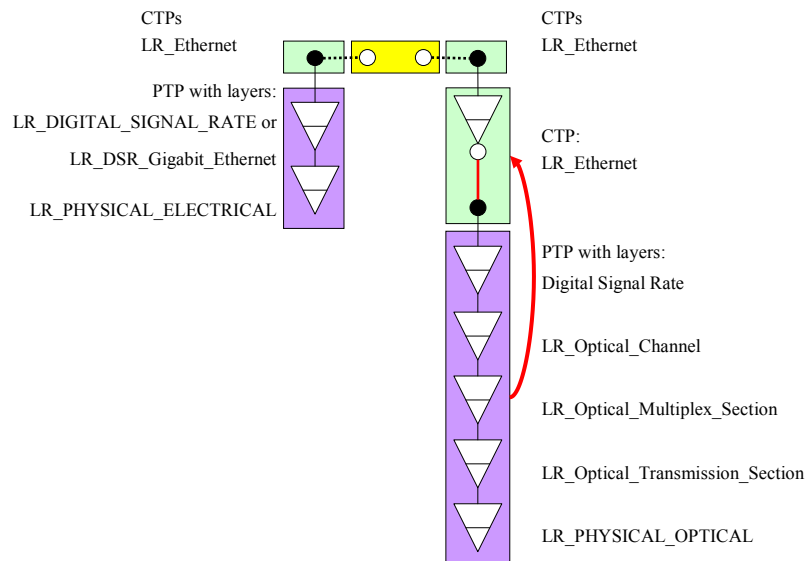 CTPs
LR_Ethernet
CTPs
LR_Ethernet
PTP with layers:
LR_DIGITAL_SIGNAL_RATE or
LR_DSR_Gigabit_Ethernet
LR_PHYSICAL_ELECTRICAL
CTP:
LR_Ethernet
PTP with layers:
Digital Signal Rate
LR_Optical_Channel
LR_Optical_Multiplex_Section
LR_Optical_Transmission_Section
LR_PHYSICAL_OPTICAL